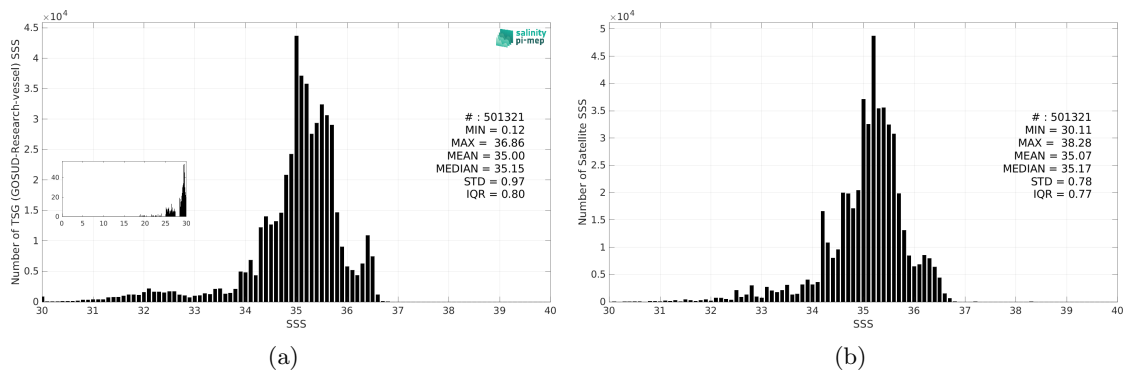 ×10⁴
4.5
4
3.5
3
2.5
2
1.5
1
0.5
0
Number of TSG (GOSUD-Research-vessel) SSS
salinity
pi-mep
# : 501321
MIN = 0.12
MAX = 36.86
MEAN = 35.00
MEDIAN = 35.15
STD = 0.97
IQR = 0.80
40
20
0
0 5 10 15 20 25 30
30 31 32 33 34 35 36 37 38 39 40
SSS
(a)
×10⁴
5
4.5
4
3.5
3
2.5
2
1.5
1
0.5
0
Number of Satellite SSS
# : 501321
MIN = 30.11
MAX = 38.28
MEAN = 35.07
MEDIAN = 35.17
STD = 0.78
IQR = 0.77
30 31 32 33 34 35 36 37 38 39 40
SSS
(b)